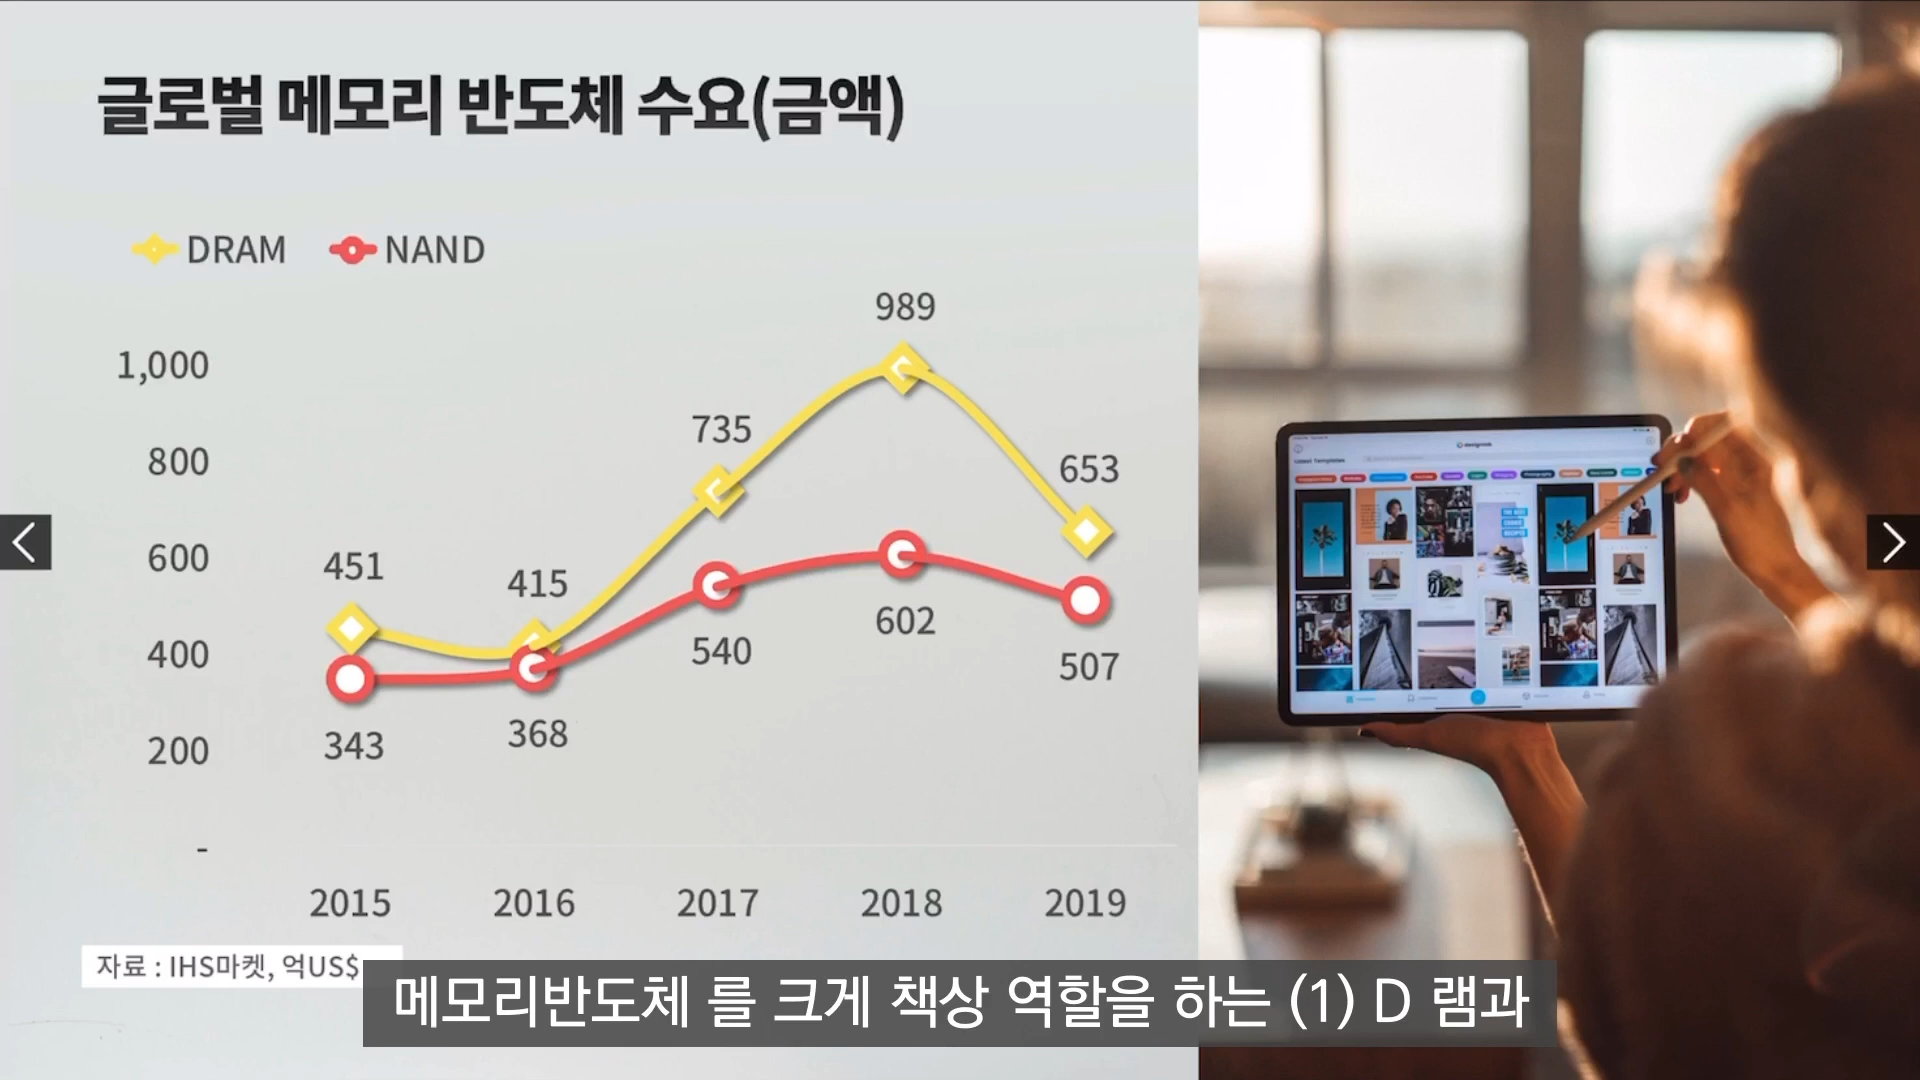 글로벌 메모리 반도체 수요(금액)
DRAM NAND
1,000
800
600
400
200
-
451
415
735
989
653
343
368
540
602
507
2015 2016 2017 2018 2019
자료 : IHS마켓, 억US$
메모리반도체 를 크게 책상 역할을 하는 (1) D 램과
Latest Templates